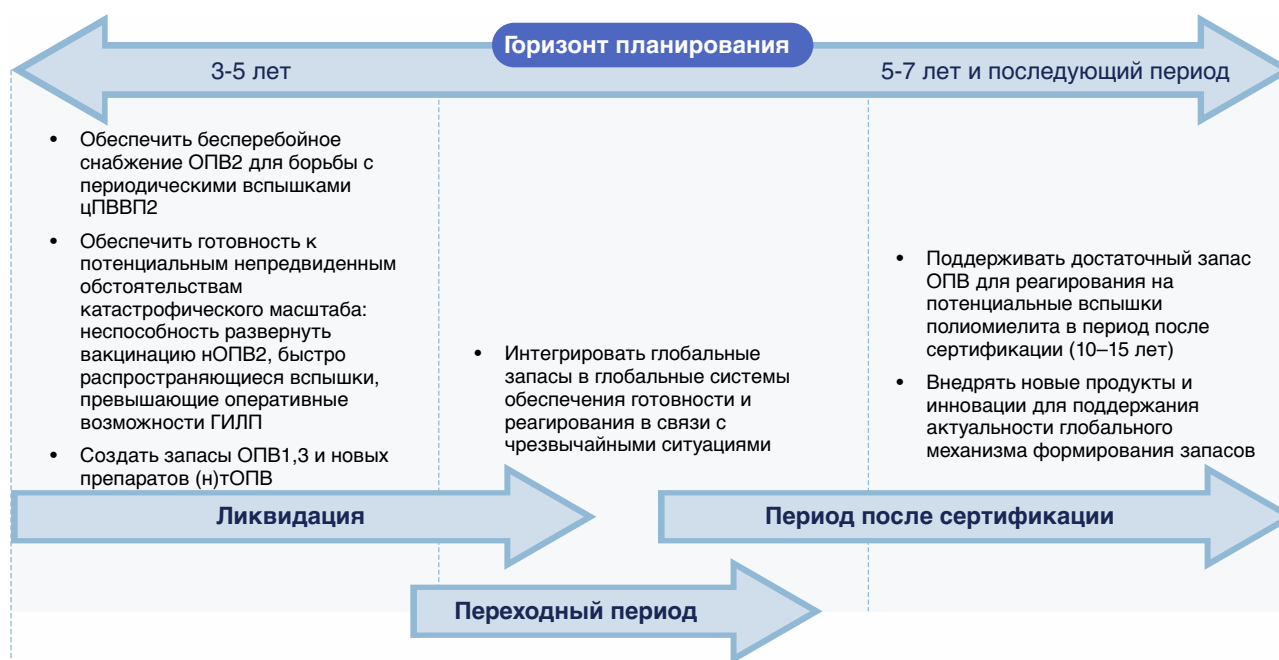 Горизонт планирования
3-5 лет
5-7 лет и последующий период
• Обеспечить бесперебойное
снабжение ОПВ2 для борьбы с
периодическими вспышками
цПВВП2
• Обеспечить готовность к
потенциальным непредвиденным
обстоятельствам
катастрофического масштаба:
неспособность развернуть
вакцинацию нОПВ2, быстро
распространяющиеся вспышки,
превышающие оперативные
возможности ГИЛП
• Создать запасы ОПВ1,3 и новых
препаратов (н)тОПВ
• Интегрировать глобальные
запасы в глобальные системы
обеспечения готовности и
реагирования в связи с
чрезвычайными ситуациями
• Поддерживать достаточный запас
ОПВ для реагирования на
потенциальные вспышки
полиомиелита в период после
сертификации (10–15 лет)
• Внедрять новые продукты и
инновации для поддержания
актуальности глобального
механизма формирования запасов
Ликвидация
Период после сертификации
Переходный период